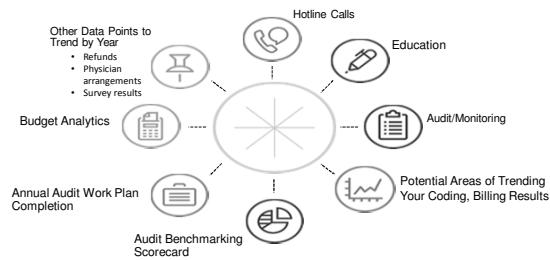 Hotline Calls
Education
Audit/Monitoring
Potential Areas of Trending
Your Coding, Billing Results
Audit Benchmarking
Scorecard
Annual Audit Work Plan
Completion
Budget Analytics
Other Data Points to
Trend by Year
• Refunds
• Physician
arrangements
• Survey results